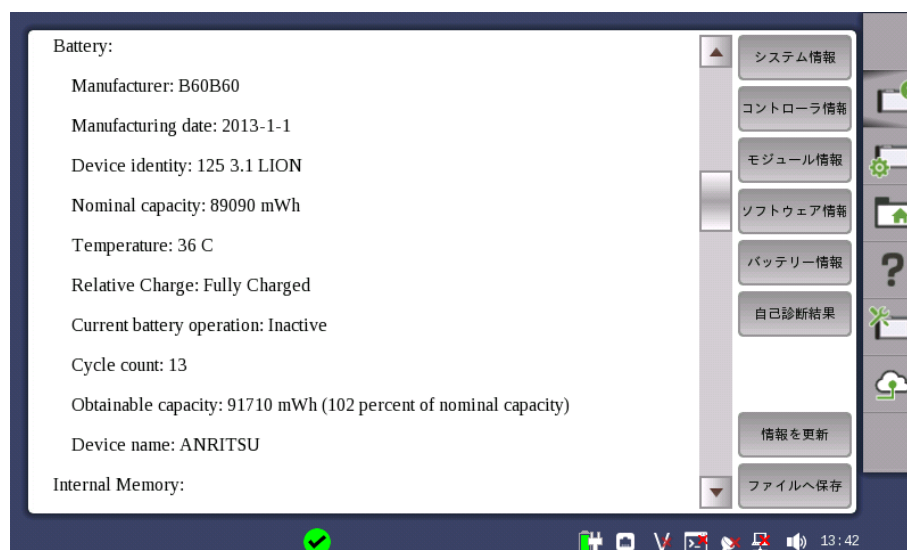 Battery:
Manufacturer: B60B60
Manufacturing date: 2013-1-1
Device identity: 125 3.1 LION
Nominal capacity: 89090 mWh
Temperature: 36 C
Relative Charge: Fully Charged
Current battery operation: Inactive
Cycle count: 13
Obtainable capacity: 91710 mWh (102 percent of nominal capacity)
Device name: ANRITSU
Internal Memory:
システム情報
コントローラ情報
モジュール情報
ソフトウェア情報
バッテリー情報
自己診断結果
情報を更新
ファイルへ保存
13:42